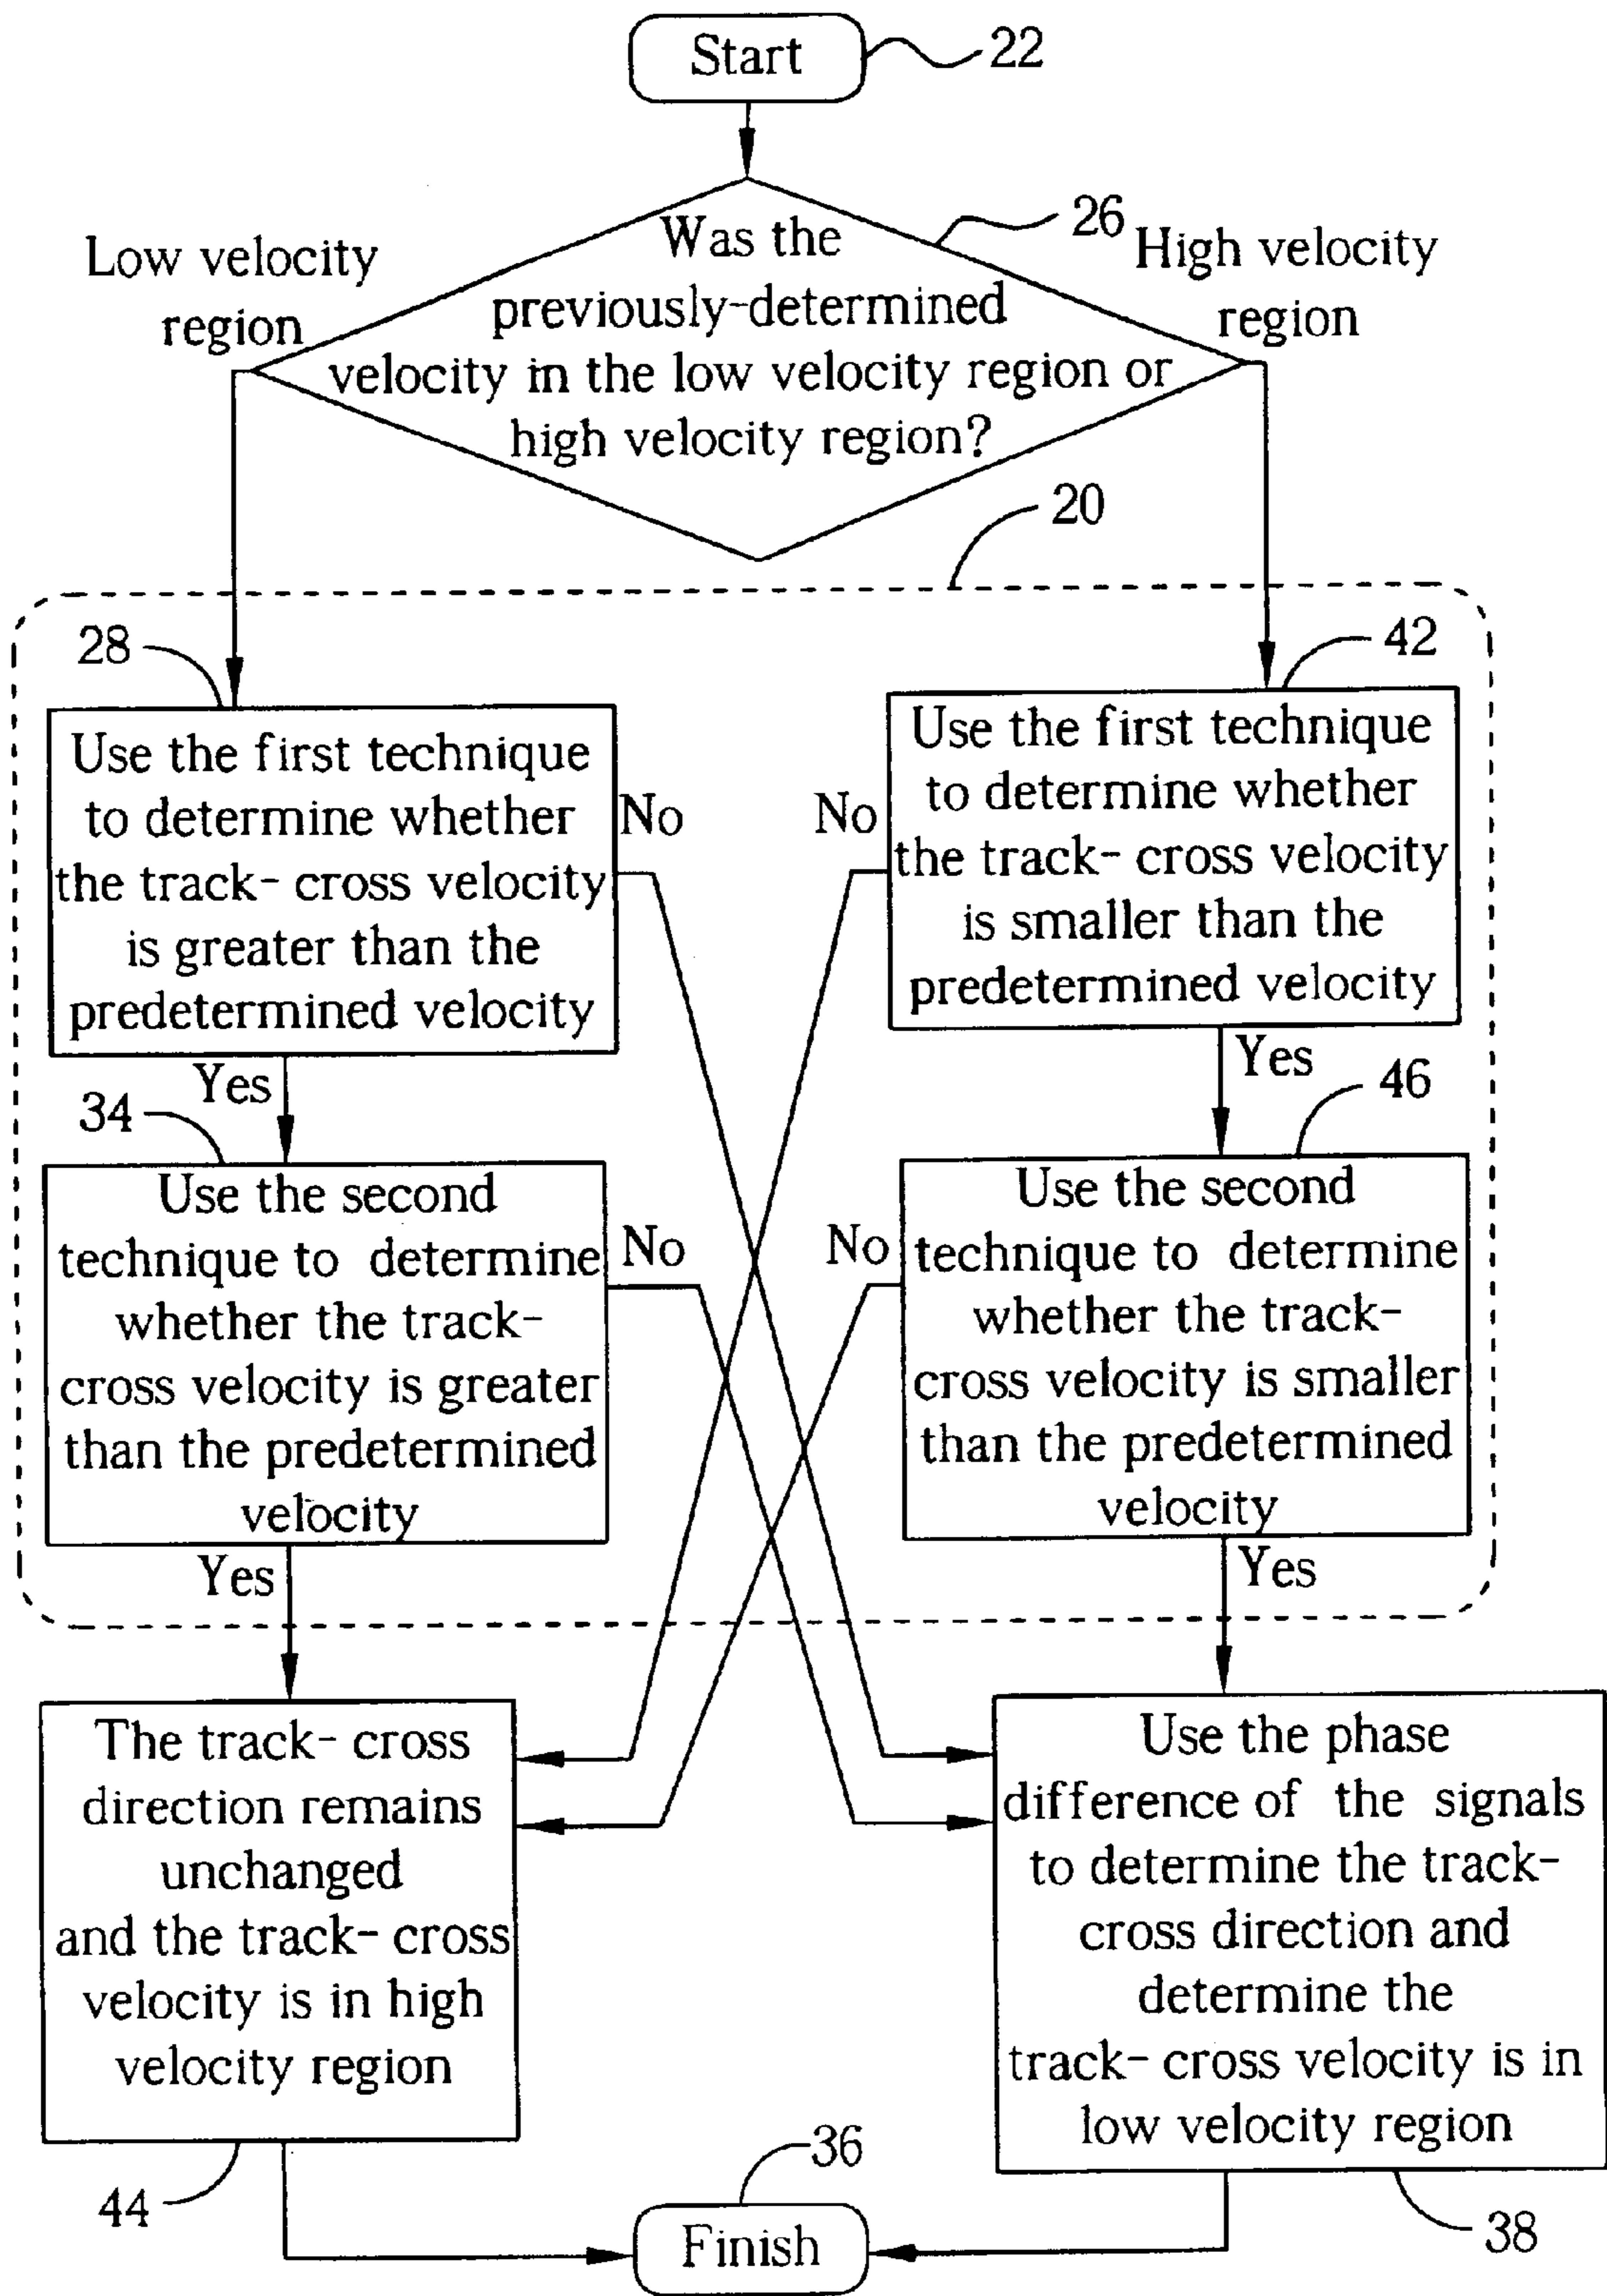 Start
22
26
Low velocity
region
High velocity
region
Was the
previously-determined
velocity in the low velocity region or
high velocity region?
20
28
42
Use the first technique
to determine whether
the track- cross velocity
is greater than the
predetermined velocity
No
No
Use the first technique
to determine whether
the track- cross velocity
is smaller than the
predetermined velocity
Yes
Yes
34
46
Use the second
technique to determine
whether the track-
cross velocity is greater
than the predetermined
velocity
No
No
Use the second
technique to determine
whether the track-
cross velocity is smaller
than the predetermined
velocity
Yes
Yes
The track- cross
direction remains
unchanged
and the track- cross
velocity is in high
velocity region
Use the phase
difference of the signals
to determine the track-
cross direction and
determine the
track- cross velocity is in
low velocity region
44
36
38
Finish